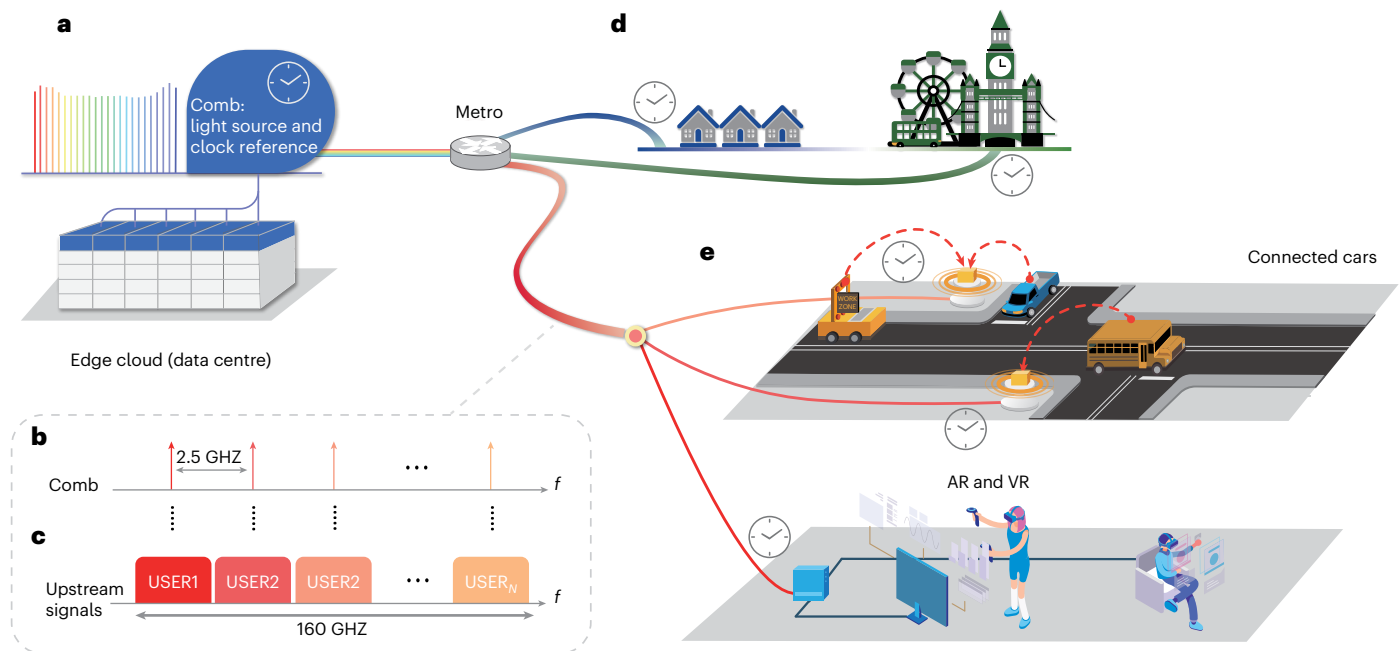 a
Comb:
light source and
clock reference
Metro
d
e
Connected cars
WORK
ZONE
Edge cloud (data centre)
b
2.5 GHZ
Comb
...
f
c
Upstream
signals
USER1
USER2
USER2
...
USERN
f
160 GHZ
AR and VR